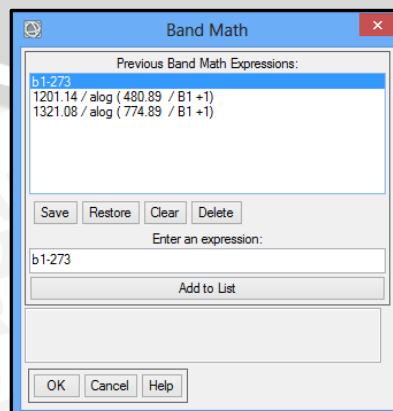 Band Math
Previous Band Math Expressions:
b1-273
1201.14 / alog ( 480.89 / B1 +1)
1321.08 / alog ( 774.89 / B1 +1)
Save Restore Clear Delete
Enter an expression:
b1-273
Add to List
OK Cancel Help